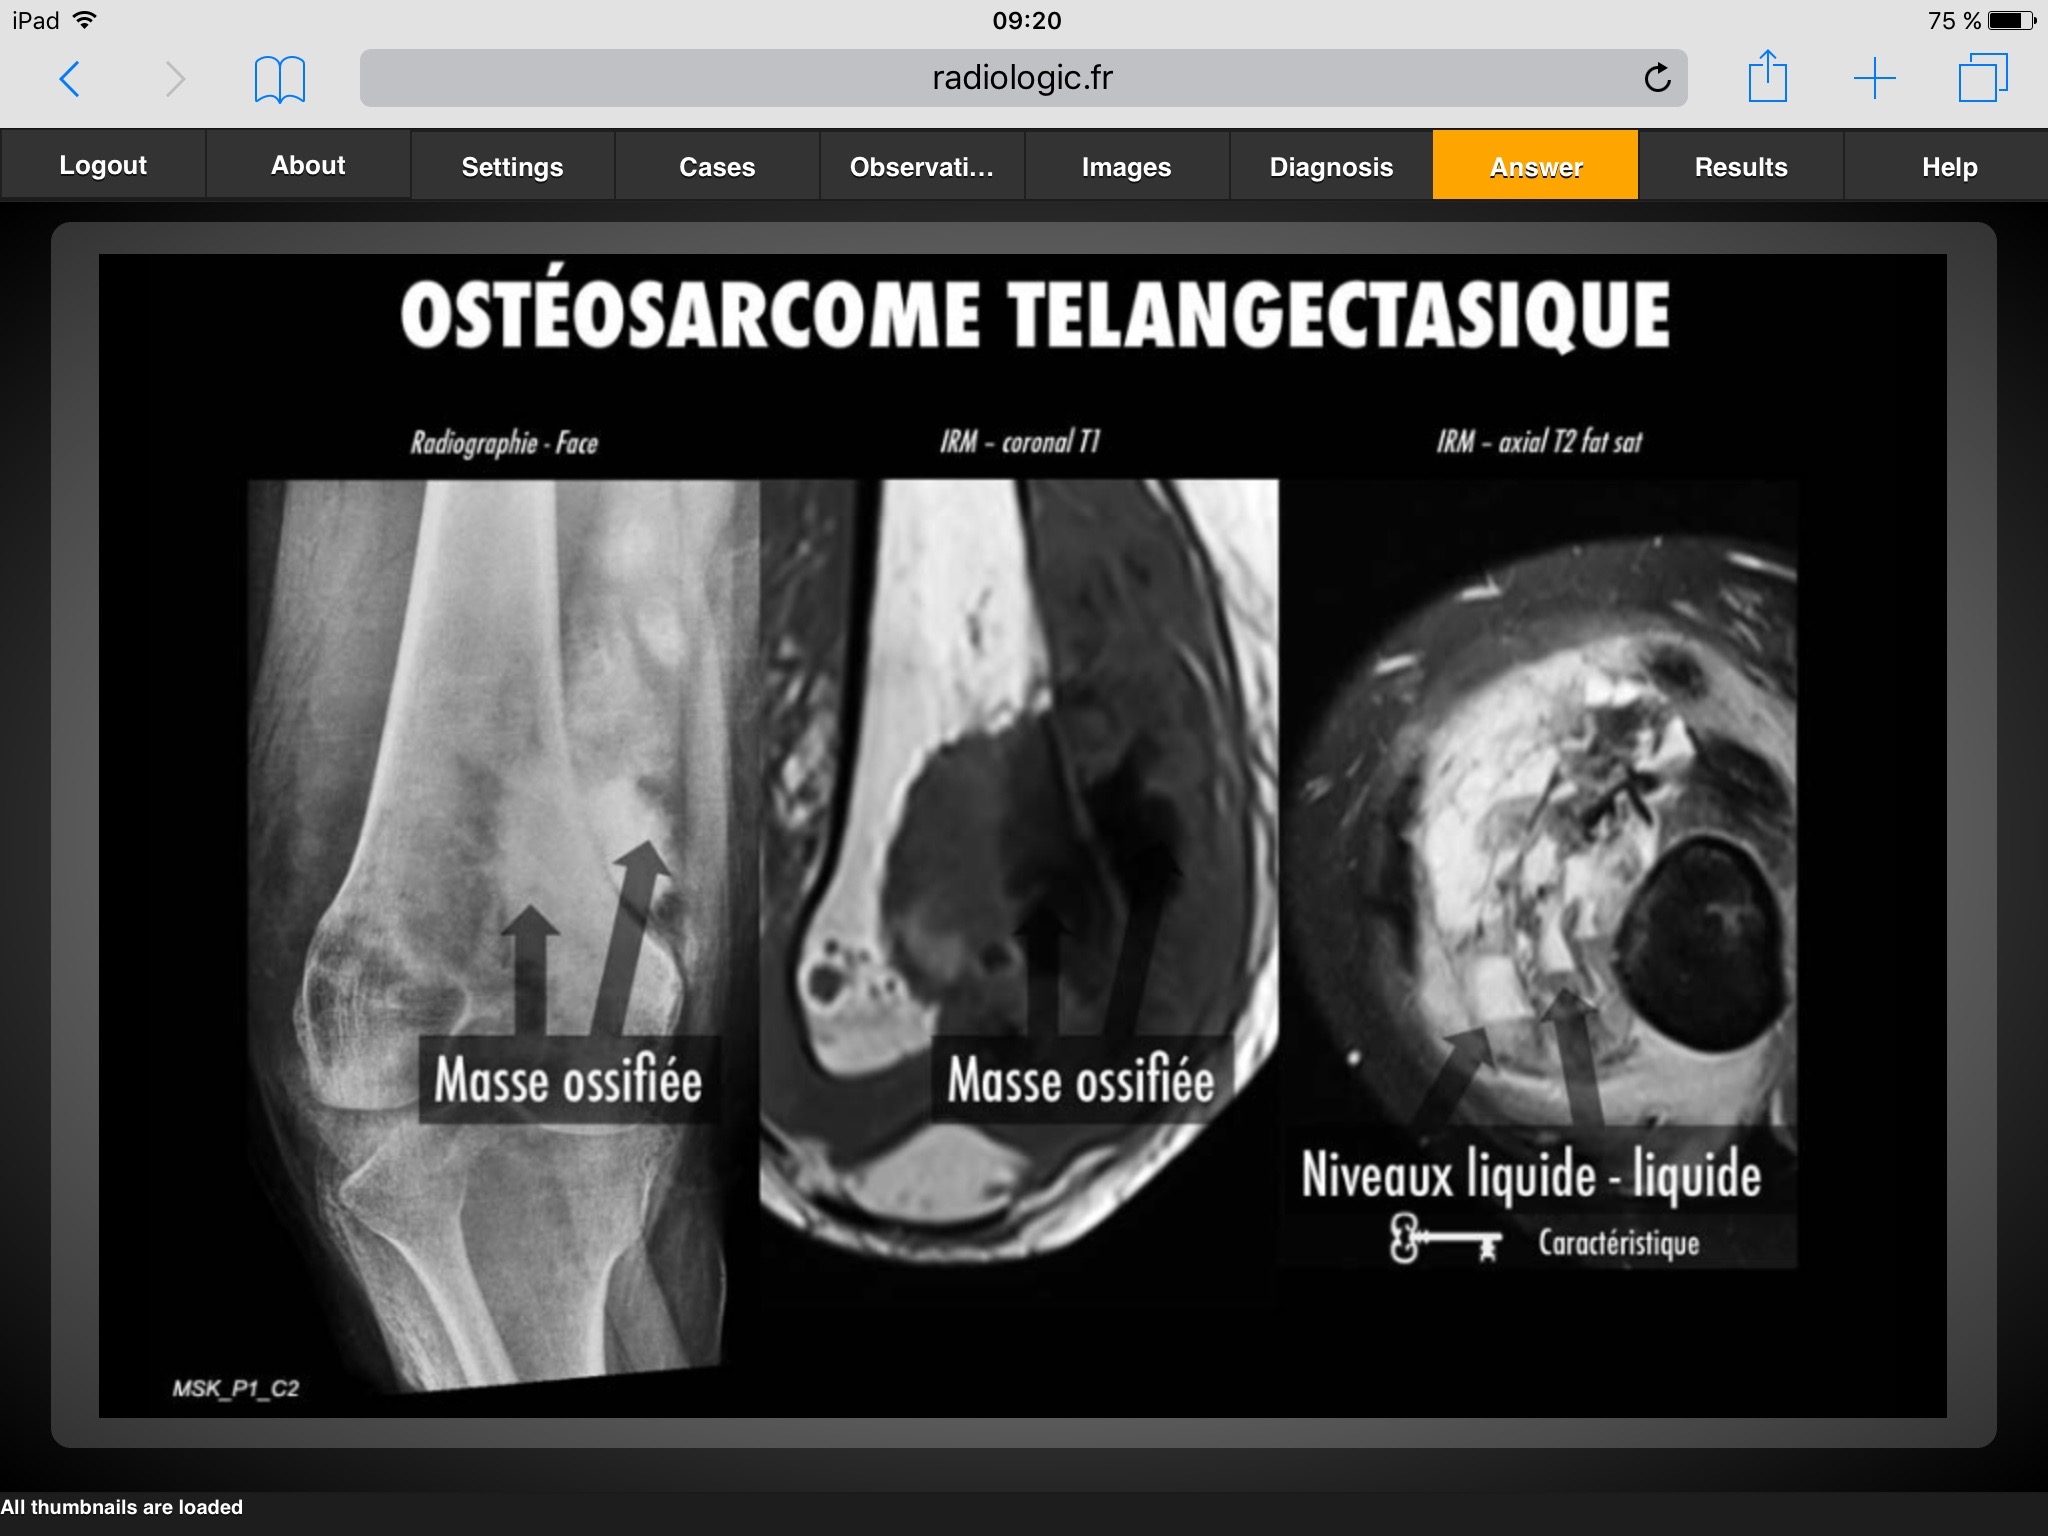 iPad 09:20 75 %
radiologic.fr
Logout About Settings Cases Observati... Images Diagnosis Answer Results Help
OSTÉOSARCOME TELANGECTASIQUE
Radiographie - Face IRM – coronal T1 IRM – axial T2 fat sat
Masse ossifiée Masse ossifiée
Niveaux liquide - liquide
Caractéristique
MSK_P1_C2
All thumbnails are loaded